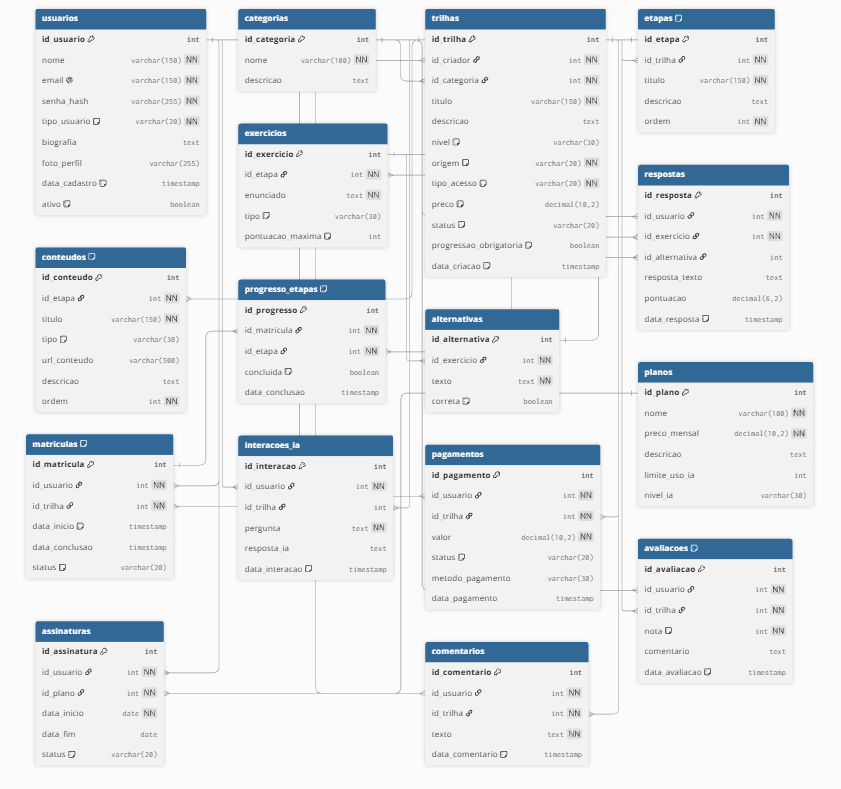 usuarios
id_usuario int
nome varchar(150) NN
email varchar(150) NN
senha_hash varchar(255) NN
tipo_usuario varchar(20) NN
biografia text
foto_perfil varchar(255)
data_cadastro timestamp
ativo boolean
categorias
id_categoria int
nome varchar(100) NN
descricao text
trilhas
id_trilha int
id_criador int NN
id_categoria int NN
titulo varchar(150) NN
descricao text
nivel varchar(30)
origem varchar(20) NN
tipo_acesso varchar(20) NN
preco decimal(10,2)
status varchar(20)
progressao_obrigatoria boolean
data_criacao timestamp
etapas
id_etapa int
id_trilha int NN
titulo varchar(150) NN
descricao text
ordem int NN
exercicios
id_exercicio int
id_etapa int NN
enunciado text NN
tipo varchar(30)
pontuacao_maxima int
respostas
id_resposta int
id_usuario int NN
id_exercicio int NN
id_alternativa int
resposta_texto text
pontuacao decimal(6,2)
data_resposta timestamp
conteudos
id_conteudo int
id_etapa int NN
titulo varchar(150) NN
tipo varchar(30)
url_conteudo varchar(500)
descricao text
ordem int NN
progresso_etapas
id_progresso int
id_matricula int NN
id_etapa int NN
concluida boolean
data_conclusao timestamp
alternativas
id_alternativa int
id_exercicio int NN
texto text NN
correta boolean
planos
id_plano int
nome varchar(100) NN
preco_mensal decimal(10,2) NN
descricao text
limite_uso_ia int
nivel_ia varchar(30)
matriculas
id_matricula int
id_usuario int NN
id_trilha int NN
data_inicio timestamp
data_conclusao timestamp
status varchar(20)
interacoes_ia
id_interacao int
id_usuario int NN
id_trilha int
pergunta text NN
resposta_ia text
data_interacao timestamp
pagamentos
id_pagamento int
id_usuario int NN
id_trilha int NN
valor decimal(10,2) NN
status varchar(20)
metodo_pagamento varchar(30)
data_pagamento timestamp
avaliacoes
id_avaliacao int
id_usuario int NN
id_trilha int NN
nota int NN
comentario text
data_avaliacao timestamp
assinaturas
id_assinatura int
id_usuario int NN
id_plano int NN
data_inicio date NN
data_fim date
status varchar(20)
comentarios
id_comentario int
id_usuario int NN
id_trilha int NN
texto text NN
data_comentario timestamp